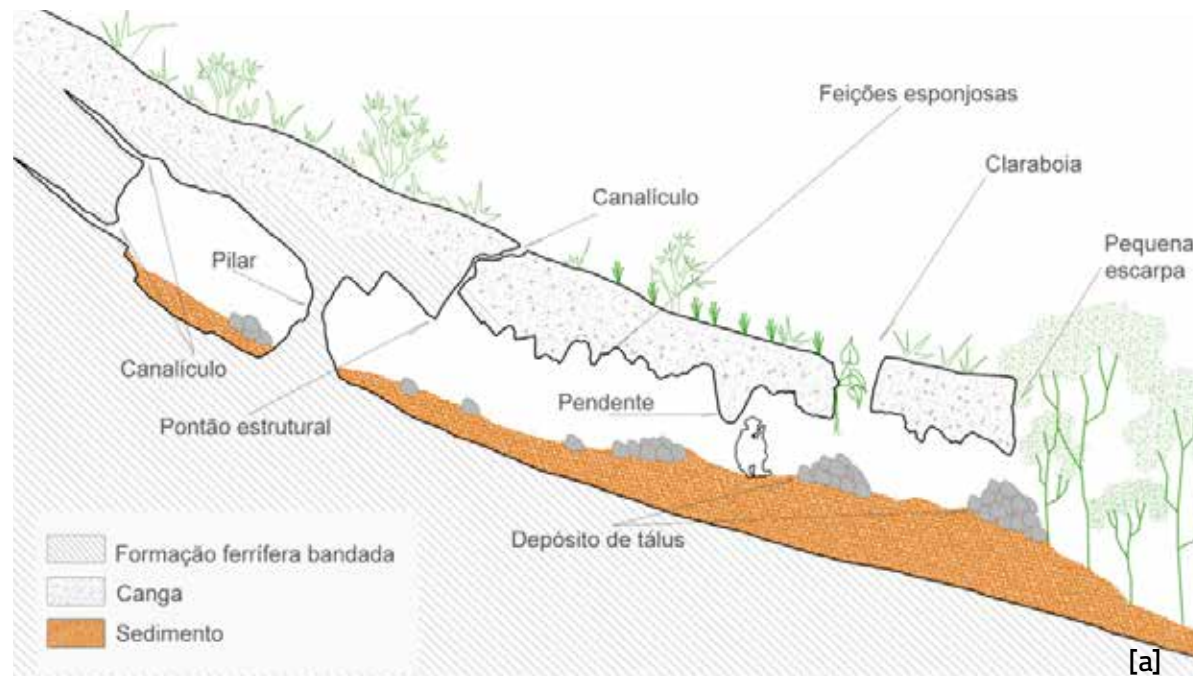 Feições esponjosas
Claraboia
Canalículo
Pequena
escarpa
Pilar
Canalículo
Pendente
Pontão estrutural
Depósito de tálus
Formação ferrífera bandada
Canga
Sedimento
[a]